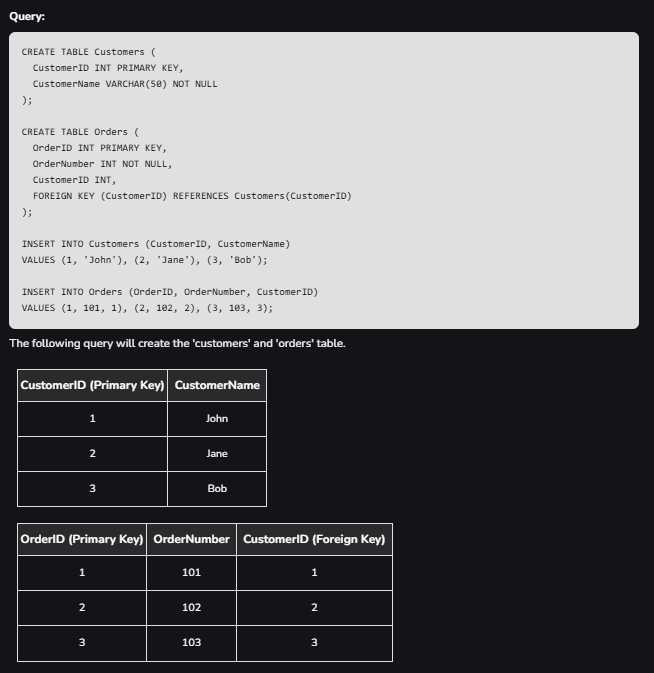 Query:
CREATE TABLE Customers (
  CustomerID INT PRIMARY KEY,
  CustomerName VARCHAR(50) NOT NULL
);

CREATE TABLE Orders (
  OrderID INT PRIMARY KEY,
  OrderNumber INT NOT NULL,
  CustomerID INT,
  FOREIGN KEY (CustomerID) REFERENCES Customers(CustomerID)
);

INSERT INTO Customers (CustomerID, CustomerName)
VALUES (1, 'John'), (2, 'Jane'), (3, 'Bob');

INSERT INTO Orders (OrderID, OrderNumber, CustomerID)
VALUES (1, 101, 1), (2, 102, 2), (3, 103, 3);
The following query will create the 'customers' and 'orders' table.
CustomerID (Primary Key) CustomerName
1 John
2 Jane
3 Bob
OrderID (Primary Key) OrderNumber CustomerID (Foreign Key)
1 101 1
2 102 2
3 103 3